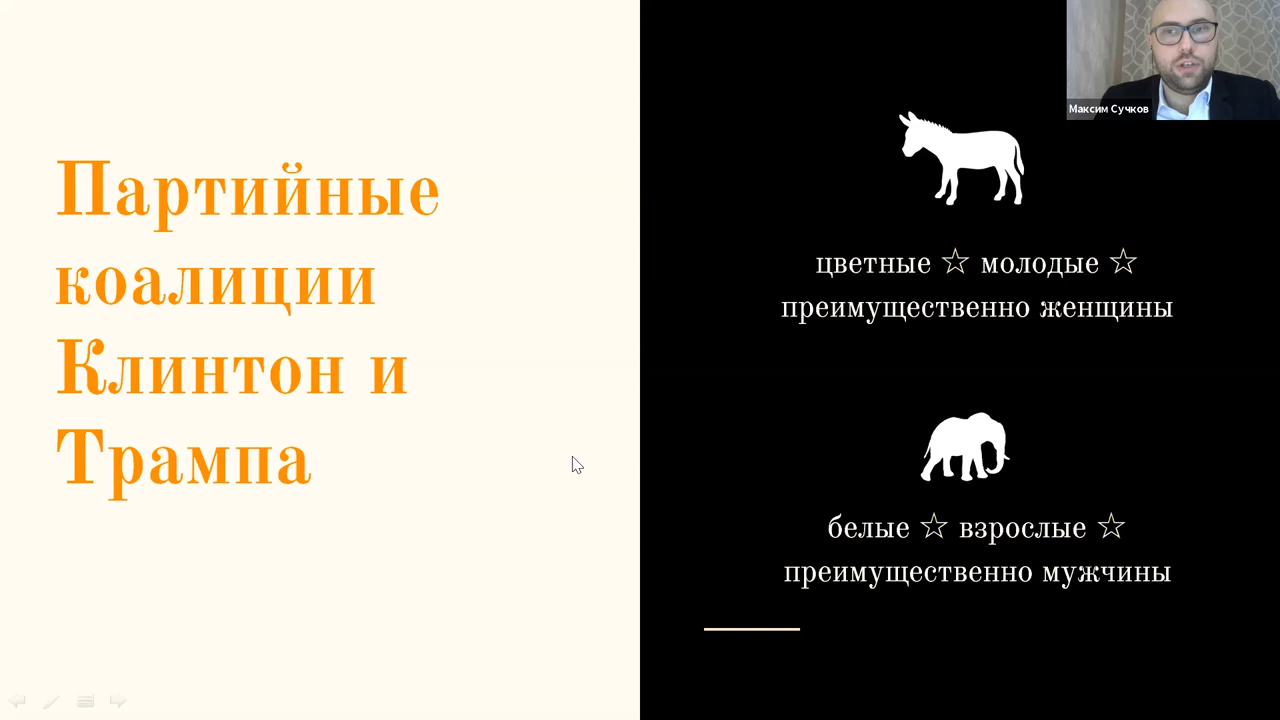 Партийные
коалиции
Клинтон и
Трампа
Максим Сучков
цветные ☆ молодые ☆
преимущественно женщины
белые ☆ взрослые ☆
преимущественно мужчины